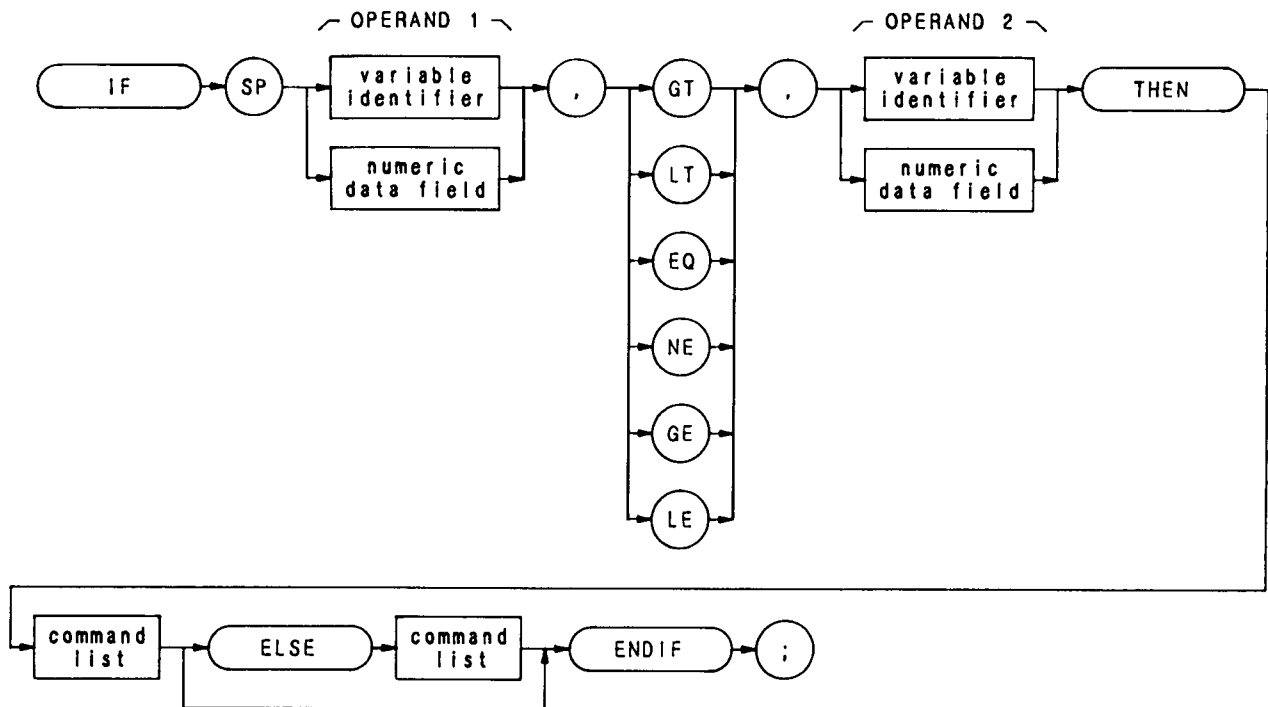 OPERAND 1
OPERAND 2
IF
SP
variable
identifier
numeric
data field
,
GT
LT
EQ
NE
GE
LE
,
variable
identifier
numeric
data field
THEN
command
list
ELSE
command
list
ENDIF
;